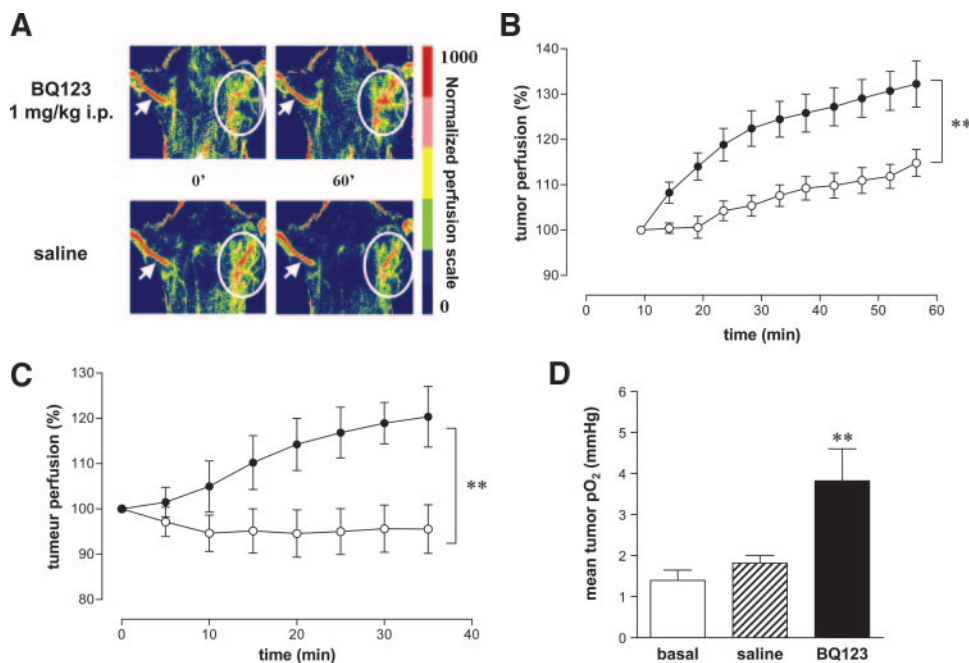 A
BQ123
1 mg/kg i.p.
0'
60'
saline
1000
Normalized perfusion scale
0
B
140
130
120
110
100
90
tumor perfusion (%)
**
0
10
20
30
40
50
60
time (min)
C
130
120
110
100
90
80
tumeur perfusion (%)
**
0
10
20
30
40
time (min)
D
6
5
4
3
2
1
0
mean tumor pO₂ (mmHg)
**
basal
saline
BQ123